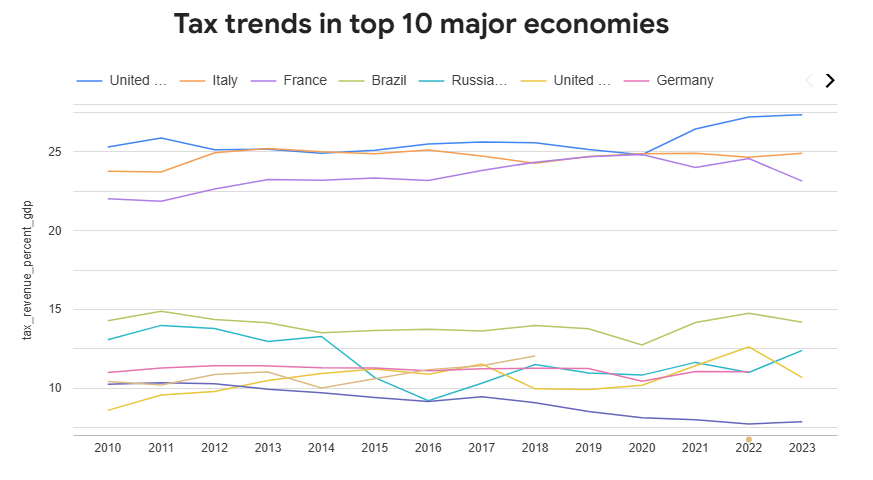 Tax trends in top 10 major economies
United ... Italy France Brazil Russia... United ... Germany
tax_revenue_percent_gdp
25
20
15
10
2010 2011 2012 2013 2014 2015 2016 2017 2018 2019 2020 2021 2022 2023